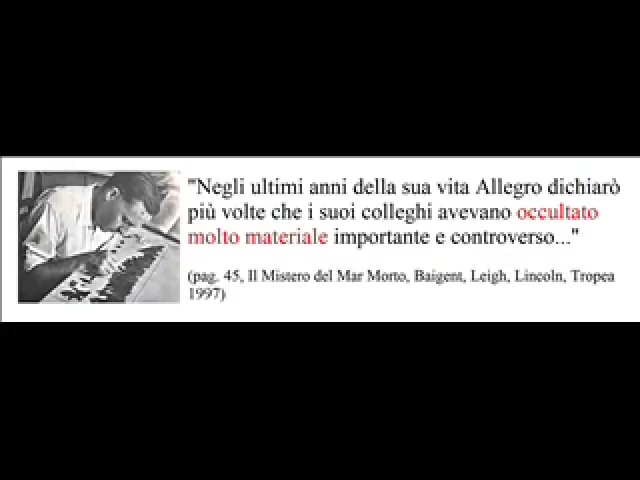 "Negli ultimi anni della sua vita Allegro dichiarò
più volte che i suoi colleghi avevano occultato
molto materiale importante e controverso..."
(pag. 45, Il Mistero del Mar Morto, Baigent, Leigh, Lincoln, Tropea
1997)